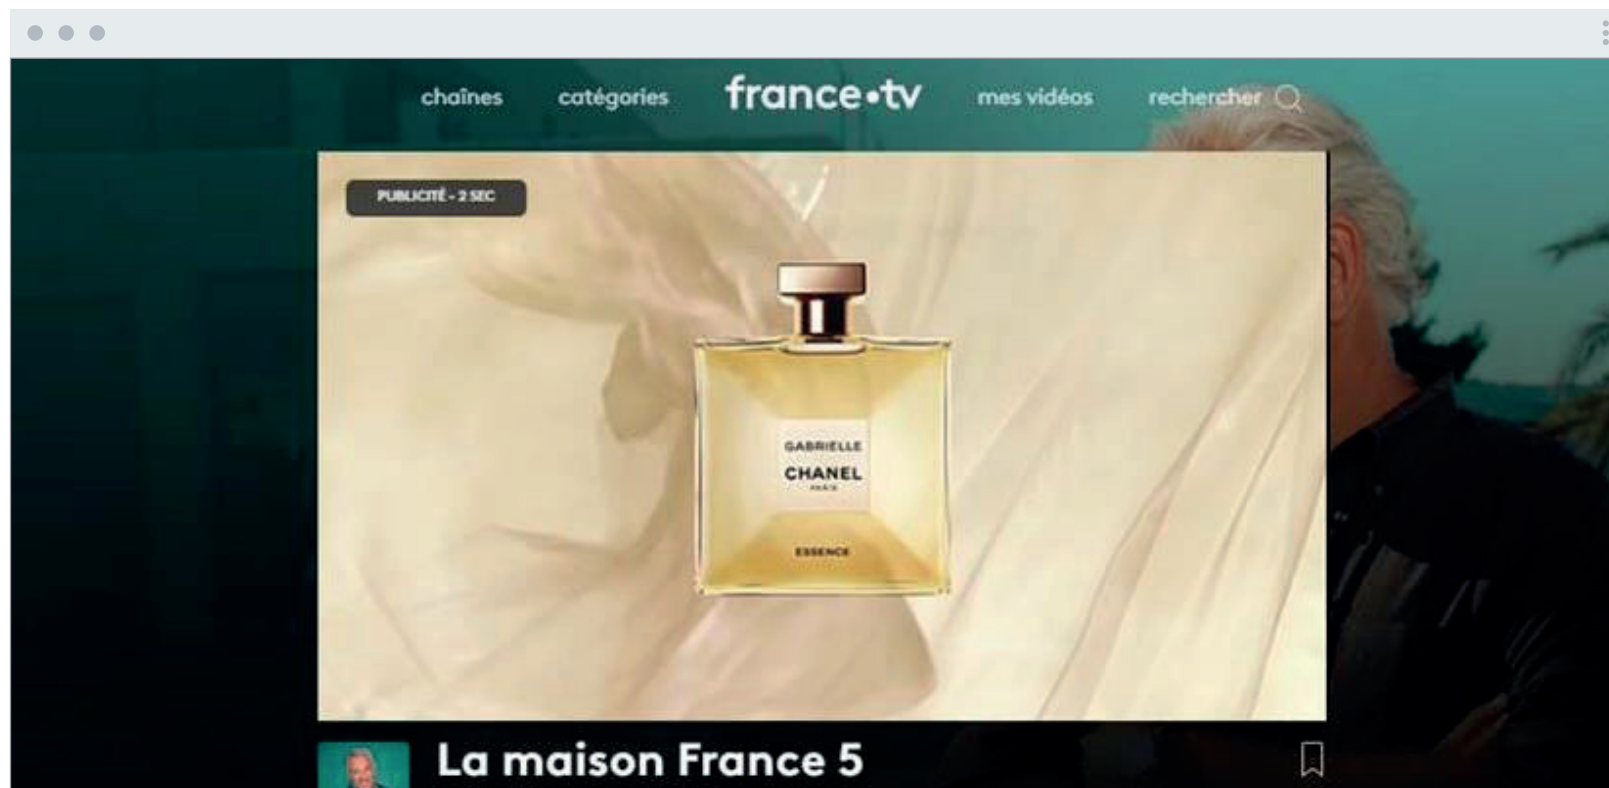 chaînes catégories france•tv mes vidéos rechercher
PUBLICITÉ - 2 SEC
GABRIELLE
CHANEL
PARIS
ESSENCE
La maison France 5